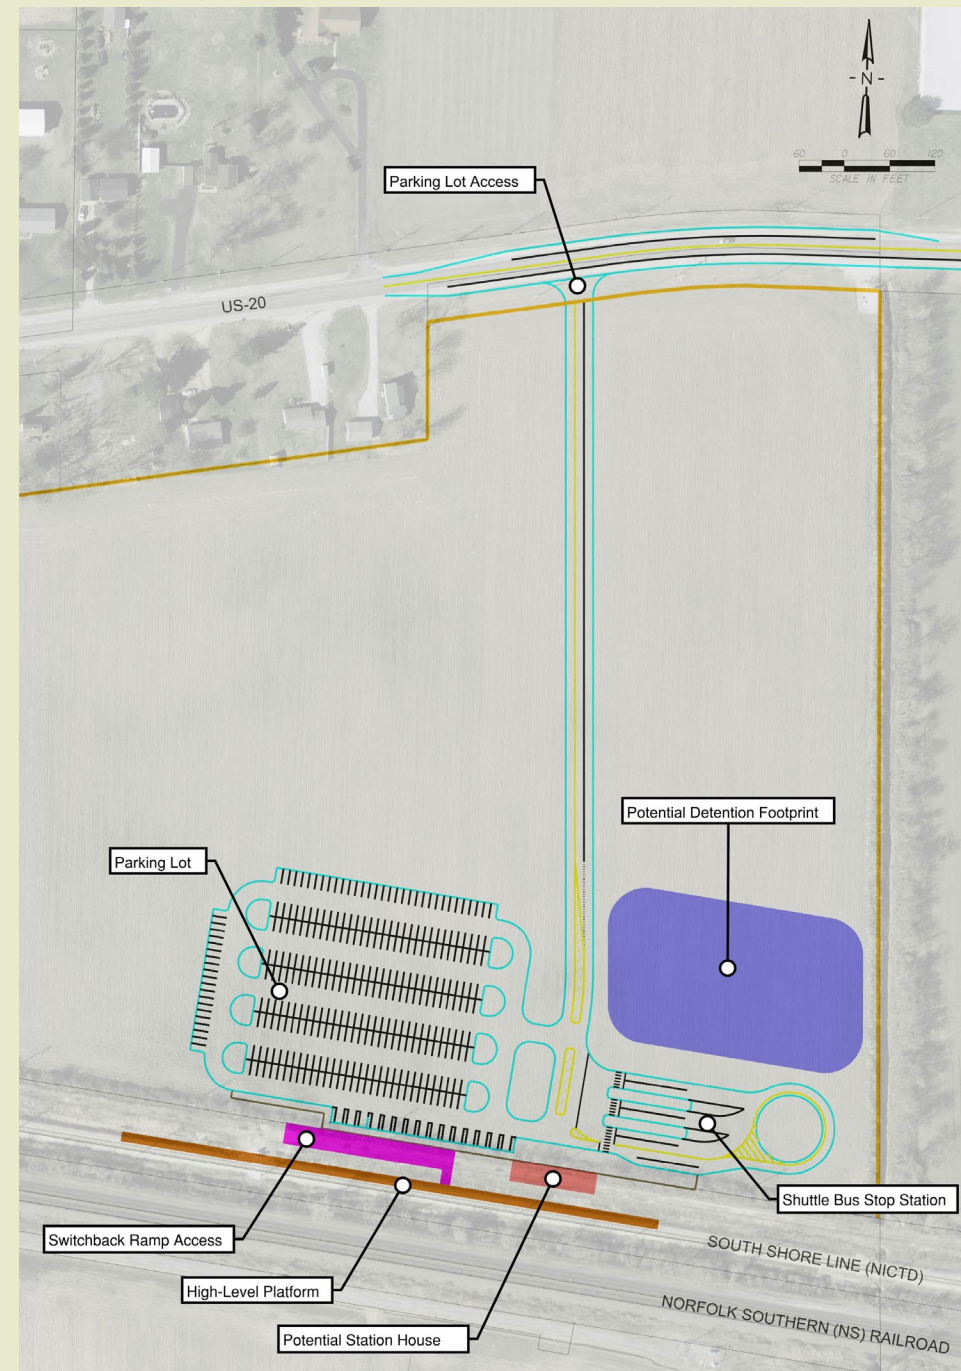 N
60 0 60 120
SCALE IN FEET
Parking Lot Access
US-20
Potential Detention Footprint
Parking Lot
Shuttle Bus Stop Station
Switchback Ramp Access
SOUTH SHORE LINE (NICTD)
High-Level Platform
NORFOLK SOUTHERN (NS) RAILROAD
Potential Station House